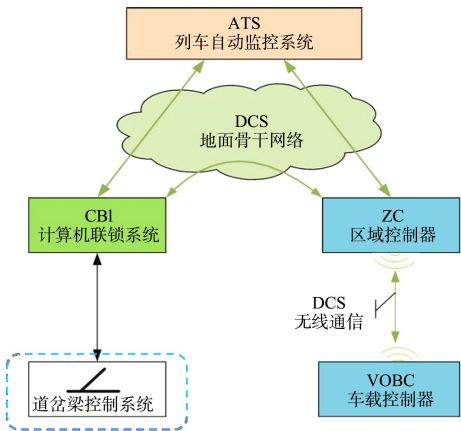 ATS
列车自动监控系统
DCS
地面骨干网络
CBl
计算机联锁系统
ZC
区域控制器
DCS
无线通信
道岔梁控制系统
VOBC
车载控制器